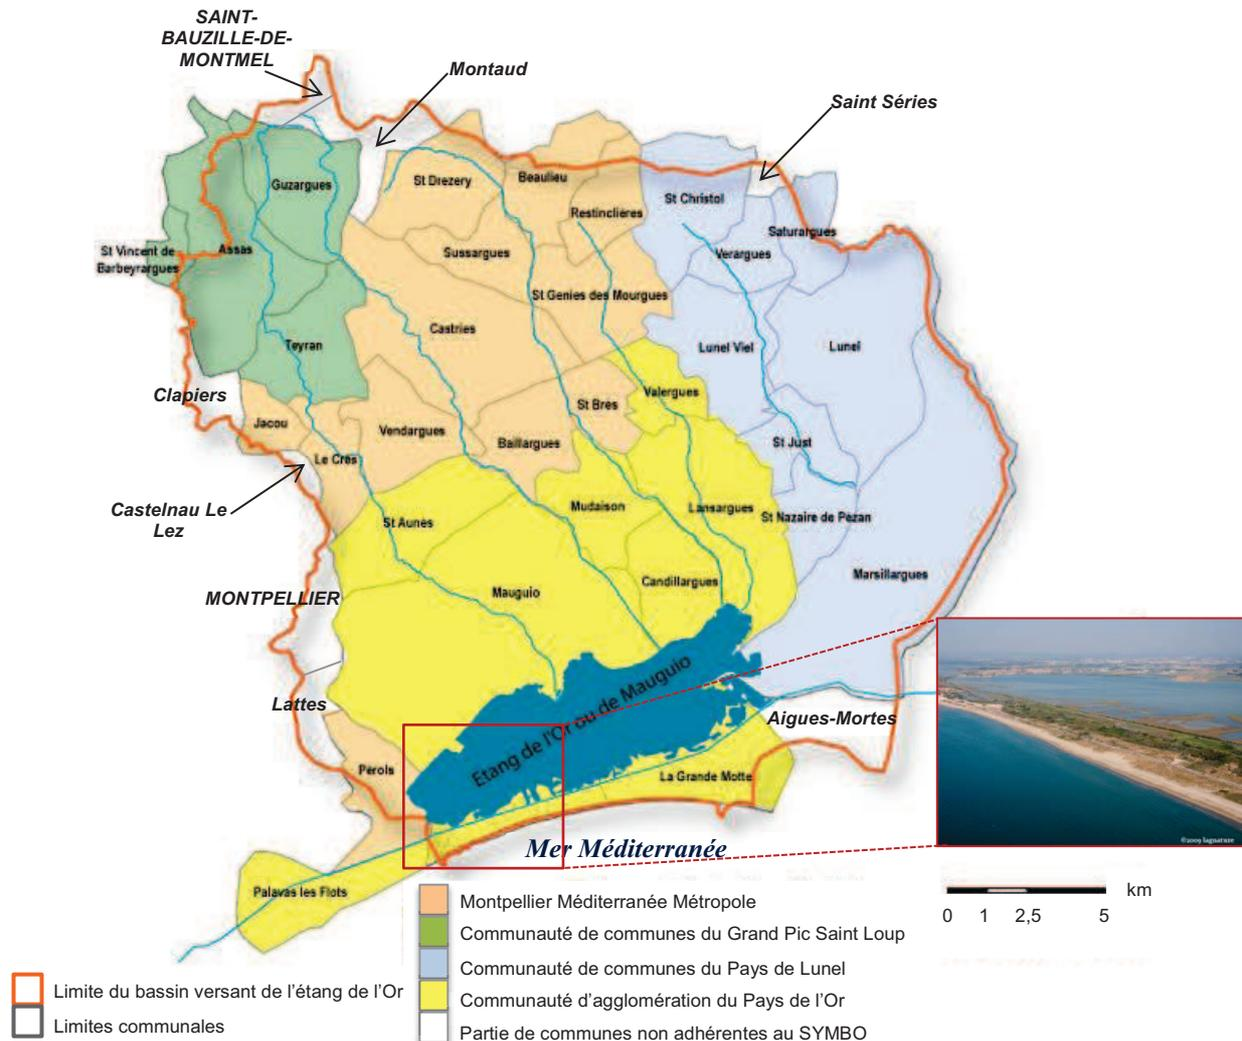 SAINT-
BAUZILLE-DE-
MONTMEL
Montaud
Saint Séries
Guzargues
St Drezery
Beaulieu
St Christol
Restinclières
Saturargues
St Vincent de
Barbeyrargues
Assas
Sussargues
Verargues
St Genies des Mourgues
Castries
Teyran
Lunel Viel
Lunel
Clapiers
Valergues
St Bres
Jacou
Vendargues
Baillargues
St Just
Le Cres
Castelnau Le
Lez
St Aunes
Mudaison
Lansargues
St Nazaire de Pezan
Marsillargues
Candillargues
Mauguio
MONTPELLIER
Etang de l'Or ou de Mauguio
Lattes
Aigues-Mortes
Perols
La Grande Motte
©2009 lagnature
Mer Méditerranée
Palavas les Flots
km
0 1 2,5 5
Montpellier Méditerranée Métropole
Communauté de communes du Grand Pic Saint Loup
Communauté de communes du Pays de Lunel
Communauté d'agglomération du Pays de l'Or
Partie de communes non adhérentes au SYMBO
Limite du bassin versant de l'étang de l'Or
Limites communales